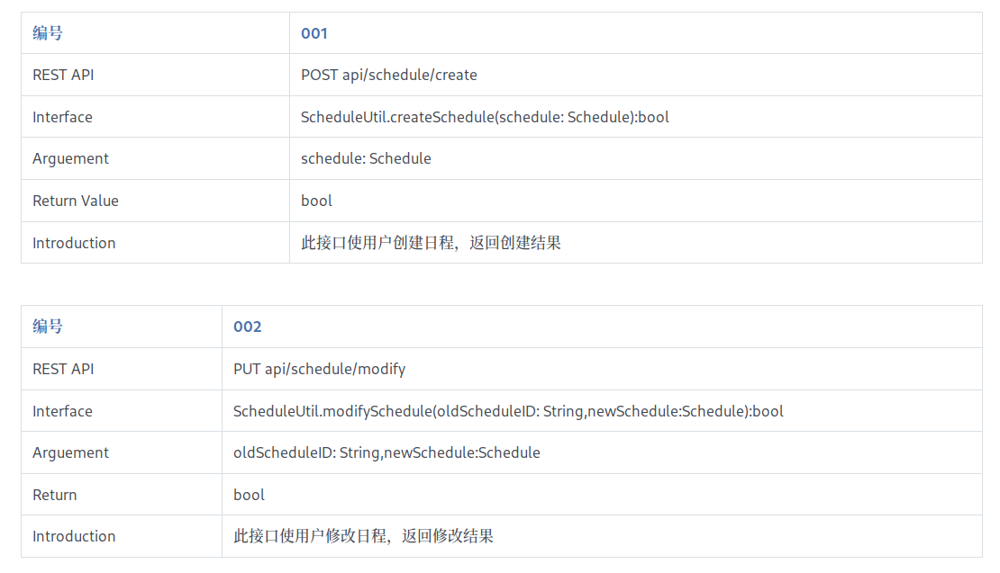 编号 001
REST API POST api/schedule/create
Interface ScheduleUtil.createSchedule(schedule: Schedule):bool
Arguement schedule: Schedule
Return Value bool
Introduction 此接口使用户创建日程，返回创建结果
编号 002
REST API PUT api/schedule/modify
Interface ScheduleUtil.modifySchedule(oldScheduleID: String,newSchedule:Schedule):bool
Arguement oldScheduleID: String,newSchedule:Schedule
Return bool
Introduction 此接口使用户修改日程，返回修改结果